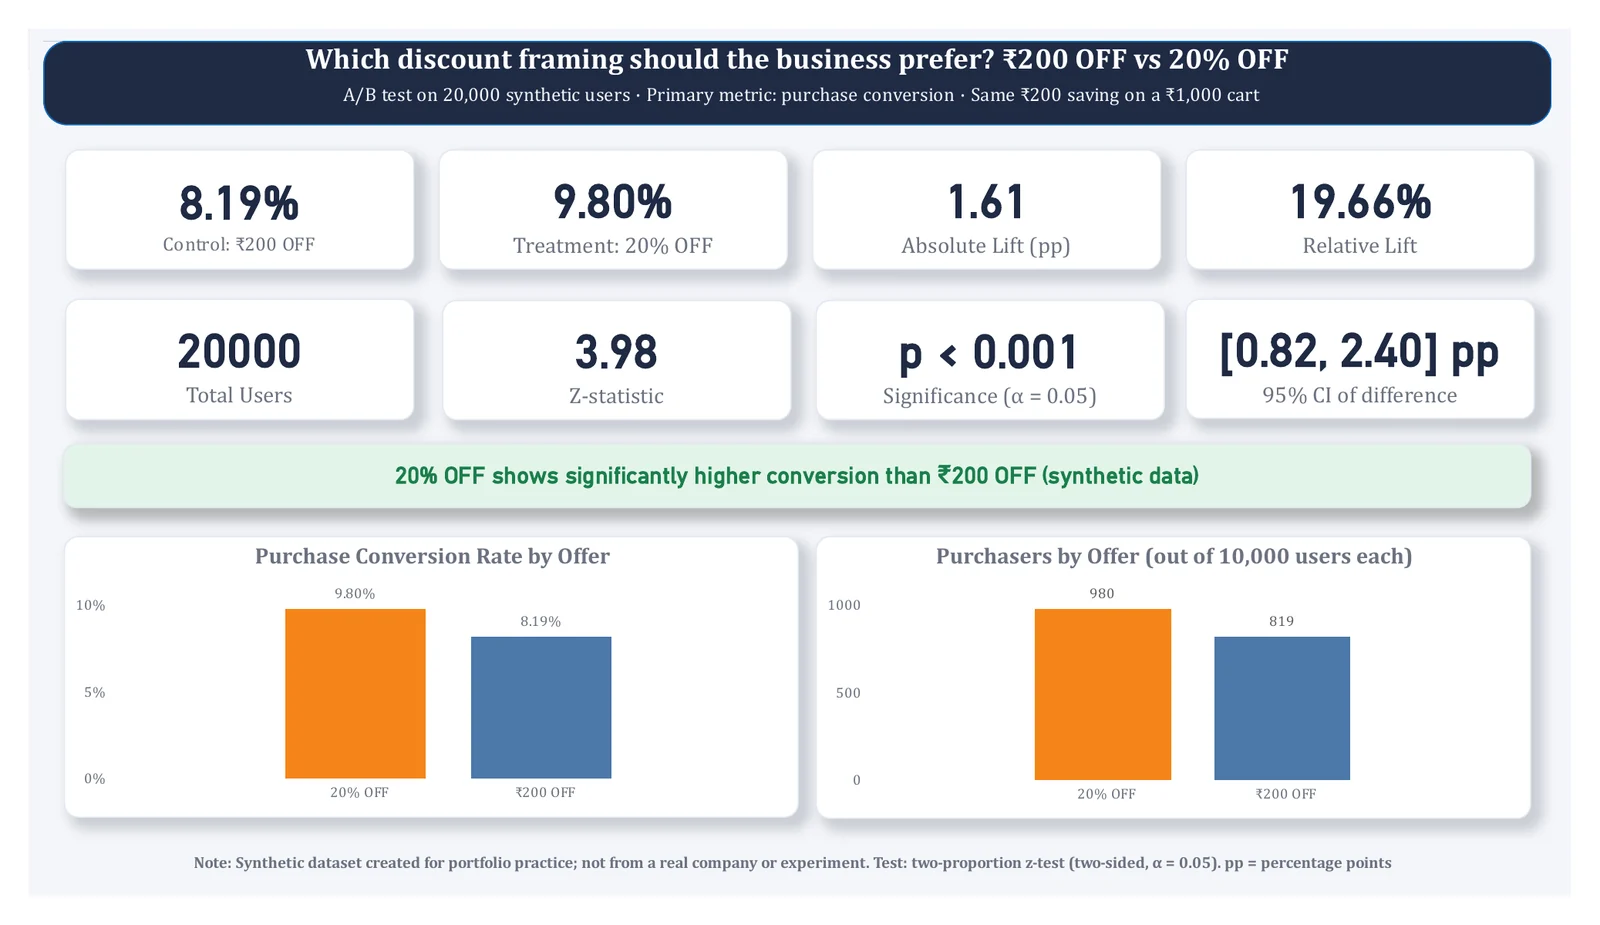 Which discount framing should the business prefer? ₹200 OFF vs 20% OFF
A/B test on 20,000 synthetic users · Primary metric: purchase conversion · Same ₹200 saving on a ₹1,000 cart
8.19%
Control: ₹200 OFF
9.80%
Treatment: 20% OFF
1.61
Absolute Lift (pp)
19.66%
Relative Lift
20000
Total Users
3.98
Z-statistic
p < 0.001
Significance (α = 0.05)
[0.82, 2.40] pp
95% CI of difference
20% OFF shows significantly higher conversion than ₹200 OFF (synthetic data)
Purchase Conversion Rate by Offer
10%
5%
0%
9.80%
8.19%
20% OFF
₹200 OFF
Purchasers by Offer (out of 10,000 users each)
1000
500
0
980
819
20% OFF
₹200 OFF
Note: Synthetic dataset created for portfolio practice; not from a real company or experiment. Test: two-proportion z-test (two-sided, α = 0.05). pp = percentage points